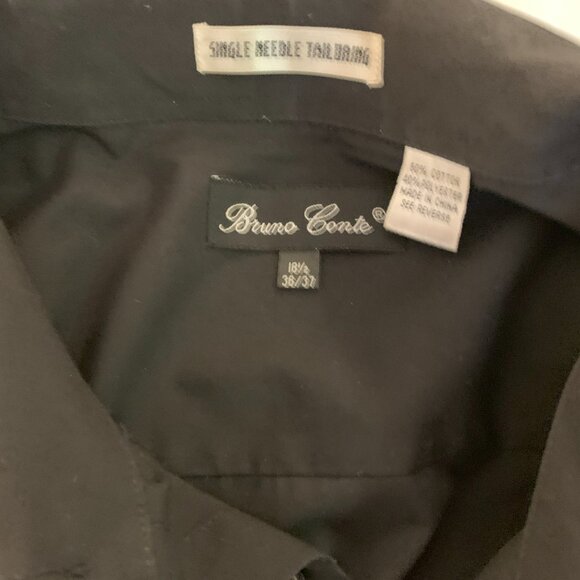 SINGLE NEEDLE TAILORING
60% COTTON
40% POLYESTER
MADE IN CHINA
SEE REVERSE
Bruno Conte®
18½
36/37